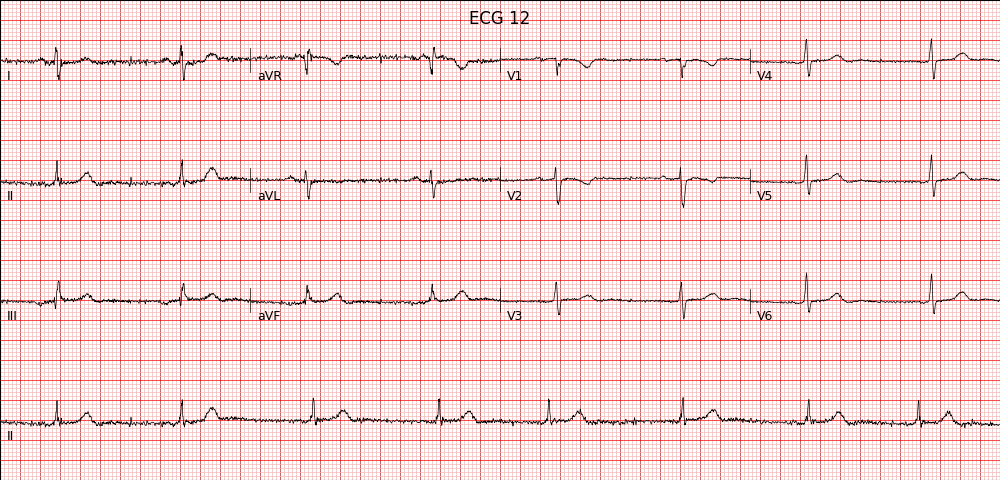 ECG 12
I aVR V1 V4
II aVL V2 V5
III aVF V3 V6
II